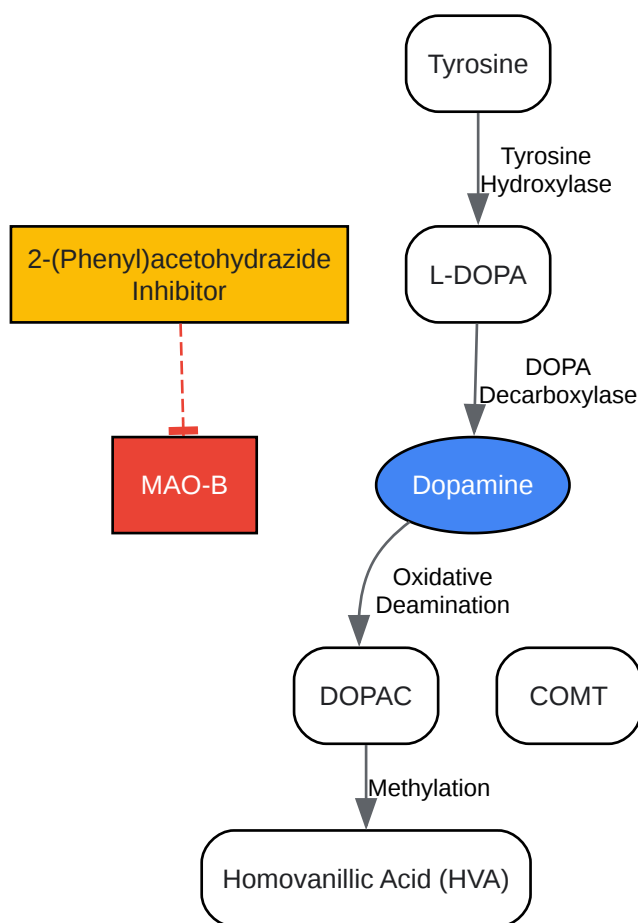 Tyrosine
Tyrosine
Hydroxylase
2-(Phenyl)acetohydrazide
Inhibitor
L-DOPA
DOPA
Decarboxylase
MAO-B
Dopamine
Oxidative
Deamination
DOPAC
COMT
Methylation
Homovanillic Acid (HVA)